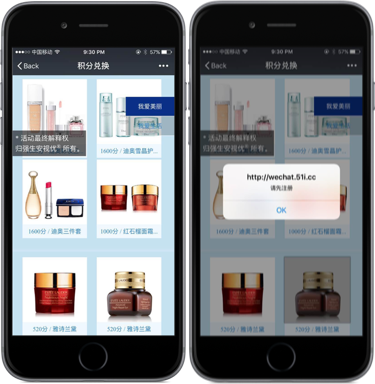 中国移动
9:30 PM
57%
Back
积分兑换
我爱美丽
* 活动最终解释权
归强生安视优®所有。
1600分 / 迪奥雪晶护...
1600分 / 迪奥三件套
1000分 / 红石榴面霜...
520分 / 雅诗兰黛
520分 / 雅诗兰黛
中国移动
9:30 PM
57%
Back
积分兑换
我爱美丽
* 活动最终解释权
归强生安视优®所有。
1600分 / 迪奥雪晶护...
http://wechat.51i.cc
请先注册
OK
1600分 / 迪奥三件套
1000分 / 红石榴面霜...
520分 / 雅诗兰黛
520分 / 雅诗兰黛